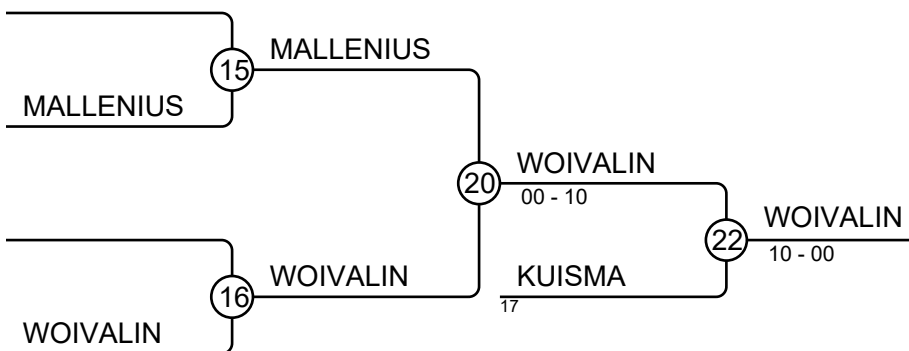 MALLENIUS
15
MALLENIUS
WOIVALIN
20
00 - 10
WOIVALIN
22
10 - 00
WOIVALIN
16
KUISMA
17
WOIVALIN